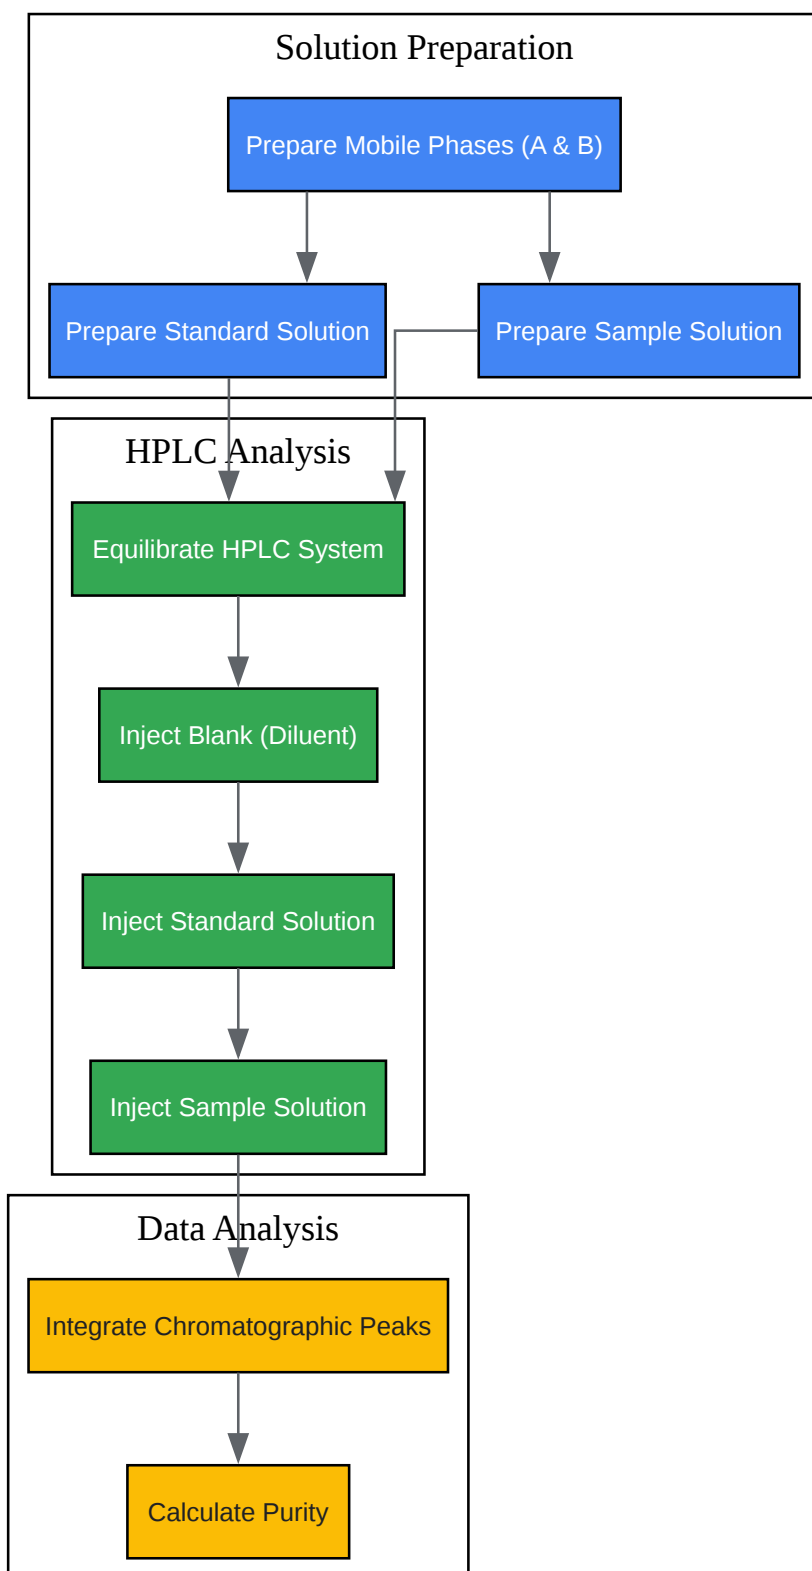 Solution Preparation
Prepare Mobile Phases (A & B)
Prepare Standard Solution
Prepare Sample Solution
HPLC Analysis
Equilibrate HPLC System
Inject Blank (Diluent)
Inject Standard Solution
Inject Sample Solution
Data Analysis
Integrate Chromatographic Peaks
Calculate Purity